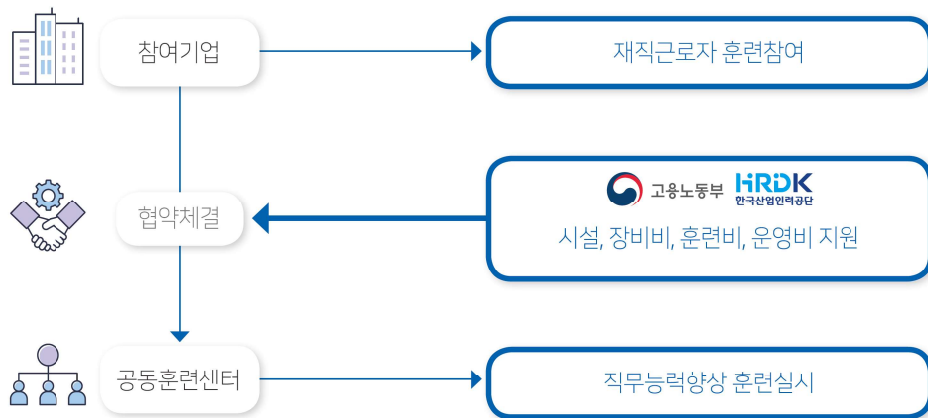 참여기업
재직근로자 훈련참여
고용노동부 HRDK
한국산업인력공단
협약체결
시설, 장비비, 훈련비, 운영비 지원
공동훈련센터
직무능력양상 훈런실시